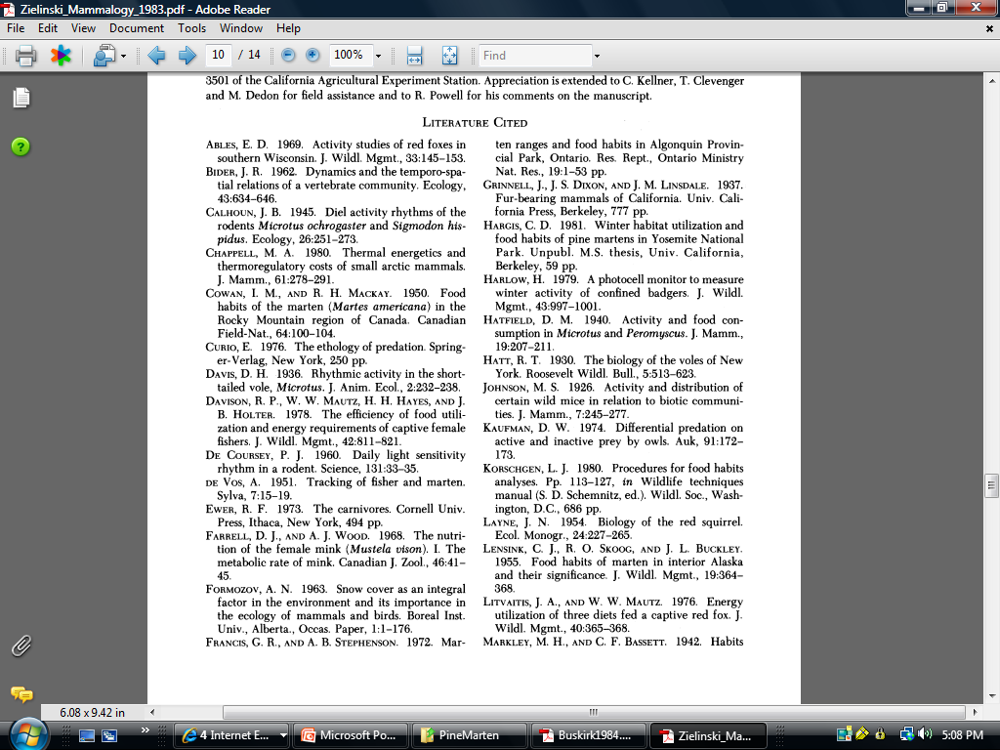 Zielinski_Mammalogy_1983.pdf - Adobe Reader
File Edit View Document Tools Window Help
10 / 14 100% Find
3501 of the California Agricultural Experiment Station. Appreciation is extended to C. Kellner, T. Clevenger
and M. Dedon for field assistance and to R. Powell for his comments on the manuscript.
LITERATURE CITED
ABLES, E. D. 1969. Activity studies of red foxes in
southern Wisconsin. J. Wildl. Mgmt., 33:145–153.
BIDER, J. R. 1962. Dynamics and the temporo-spa-
tial relations of a vertebrate community. Ecology,
43:634–646.
CALHOUN, J. B. 1945. Diel activity rhythms of the
rodents Microtus ochrogaster and Sigmodon his-
pidus. Ecology, 26:251–273.
CHAPPELL, M. A. 1980. Thermal energetics and
thermoregulatory costs of small arctic mammals.
J. Mamm., 61:278–291.
COWAN, I. M., AND R. H. MACKAY. 1950. Food
habits of the marten (Martes americana) in the
Rocky Mountain region of Canada. Canadian
Field-Nat., 64:100–104.
CURIO, E. 1976. The ethology of predation. Spring-
er-Verlag, New York, 250 pp.
DAVIS, D. H. 1936. Rhythmic activity in the short-
tailed vole, Microtus. J. Anim. Ecol., 2:232–238.
DAVISON, R. P., W. W. MAUTZ, H. H. HAYES, AND J.
B. HOLTER. 1978. The efficiency of food utili-
zation and energy requirements of captive female
fishers. J. Wildl. Mgmt., 42:811–821.
DE COURSEY, P. J. 1960. Daily light sensitivity
rhythm in a rodent. Science, 131:33–35.
DE VOS, A. 1951. Tracking of fisher and marten.
Sylva, 7:15–19.
EWER, R. F. 1973. The carnivores. Cornell Univ.
Press, Ithaca, New York, 494 pp.
FARRELL, D. J., AND A. J. WOOD. 1968. The nutri-
tion of the female mink (Mustela vison). I. The
metabolic rate of mink. Canadian J. Zool., 46:41–
45.
FORMOZOV, A. N. 1963. Snow cover as an integral
factor in the environment and its importance in
the ecology of mammals and birds. Boreal Inst.
Univ., Alberta., Occas. Paper, 1:1–176.
FRANCIS, G. R., AND A. B. STEPHENSON. 1972. Mar-
ten ranges and food habits in Algonquin Provin-
cial Park, Ontario. Res. Rept., Ontario Ministry
Nat. Res., 19:1–53 pp.
GRINNELL, J., J. S. DIXON, AND J. M. LINSDALE. 1937.
Fur-bearing mammals of California. Univ. Cali-
fornia Press, Berkeley, 777 pp.
HARGIS, C. D. 1981. Winter habitat utilization and
food habits of pine martens in Yosemite National
Park. Unpubl. M.S. thesis, Univ. California,
Berkeley, 59 pp.
HARLOW, H. 1979. A photocell monitor to measure
winter activity of confined badgers. J. Wildl.
Mgmt., 43:997–1001.
HATFIELD, D. M. 1940. Activity and food con-
sumption in Microtus and Peromyscus. J. Mamm.,
19:207–211.
HATT, R. T. 1930. The biology of the voles of New
York. Roosevelt Wildl. Bull., 5:513–623.
JOHNSON, M. S. 1926. Activity and distribution of
certain wild mice in relation to biotic communi-
ties. J. Mamm., 7:245–277.
KAUFMAN, D. W. 1974. Differential predation on
active and inactive prey by owls. Auk, 91:172–
173.
KORSCHGEN, L. J. 1980. Procedures for food habits
analyses. Pp. 113–127, in Wildlife techniques
manual (S. D. Schemnitz, ed.). Wildl. Soc., Wash-
ington, D.C., 686 pp.
LAYNE, J. N. 1954. Biology of the red squirrel.
Ecol. Monogr., 24:227–265.
LENSINK, C. J., R. O. SKOOG, AND J. L. BUCKLEY.
1955. Food habits of marten in interior Alaska
and their significance. J. Wildl. Mgmt., 19:364–
368.
LITVAITIS, J. A., AND W. W. MAUTZ. 1976. Energy
utilization of three diets fed a captive red fox. J.
Wildl. Mgmt., 40:365–368.
MARKLEY, M. H., AND C. F. BASSETT. 1942. Habits
6.08 x 9.42 in
4 Internet E... Microsoft Po... PineMarten Buskirk1984.... Zielinski_Ma... 5:08 PM